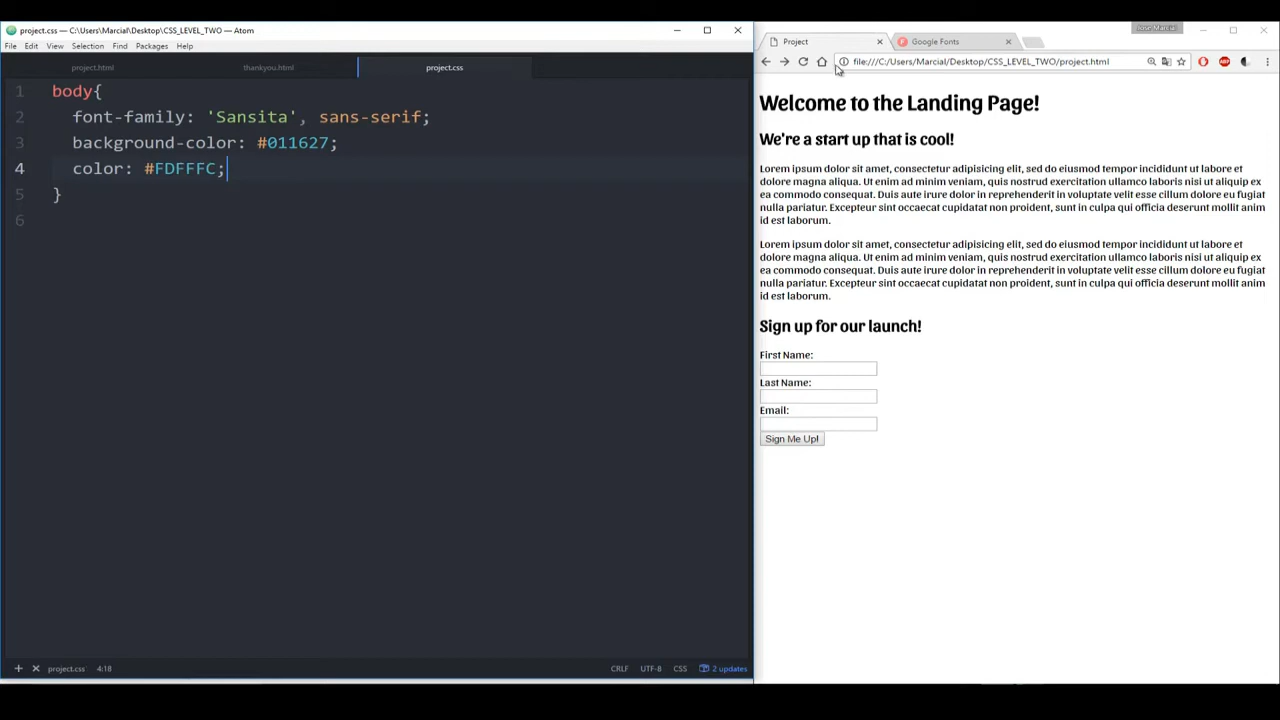 project.css — C:\Users\Marcial\Desktop\CSS_LEVEL_TWO — Atom
File Edit View Selection Find Packages Help
project.html thankyou.html project.css
1 body{
2 font-family: 'Sansita', sans-serif;
3 background-color: #011627;
4 color: #FDFFFC;
5 }
6
project.css 4:18 CRLF UTF-8 CSS 2 updates
Jose Marcial
Project Google Fonts
file:///C:/Users/Marcial/Desktop/CSS_LEVEL_TWO/project.html
Welcome to the Landing Page!
We're a start up that is cool!
Lorem ipsum dolor sit amet, consectetur adipisicing elit, sed do eiusmod tempor incididunt ut labore et
dolore magna aliqua. Ut enim ad minim veniam, quis nostrud exercitation ullamco laboris nisi ut aliquip ex
ea commodo consequat. Duis aute irure dolor in reprehenderit in voluptate velit esse cillum dolore eu fugiat
nulla pariatur. Excepteur sint occaecat cupidatat non proident, sunt in culpa qui officia deserunt mollit anim
id est laborum.
Lorem ipsum dolor sit amet, consectetur adipisicing elit, sed do eiusmod tempor incididunt ut labore et
dolore magna aliqua. Ut enim ad minim veniam, quis nostrud exercitation ullamco laboris nisi ut aliquip ex
ea commodo consequat. Duis aute irure dolor in reprehenderit in voluptate velit esse cillum dolore eu fugiat
nulla pariatur. Excepteur sint occaecat cupidatat non proident, sunt in culpa qui officia deserunt mollit anim
id est laborum.
Sign up for our launch!
First Name:
Last Name:
Email:
Sign Me Up!